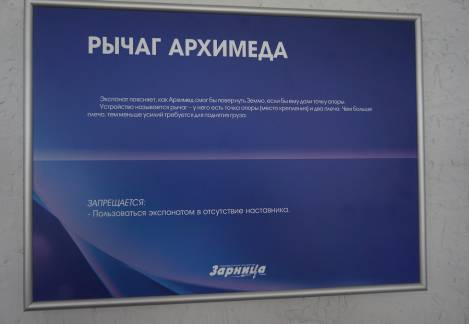 РЫЧАГ АРХИМЕДА
Экспонат поясняет, как Архимед смог бы повернуть Землю, если бы ему дали точку опоры.
Устройство называется рычаг – у него есть точка опоры (место крепления) и два плеча. Чем больше
плечо, тем меньше усилий требуется для поднятия груза.
ЗАПРЕЩАЕТСЯ:
- Пользоваться экспонатом в отсутствие наставника.
Зарница